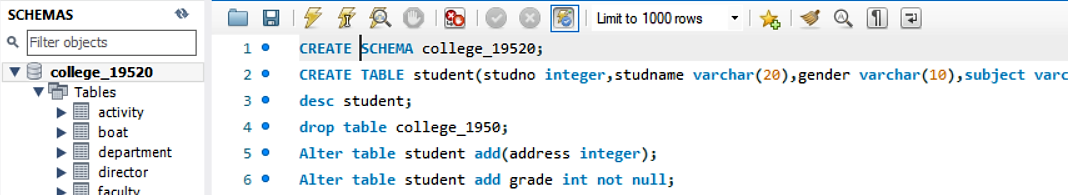 SCHEMAS
Filter objects
college_19520
Tables
activity
boat
department
director
faculty
Limit to 1000 rows
1 CREATE SCHEMA college_19520;
2 CREATE TABLE student(studno integer,studname varchar(20),gender varchar(10),subject varc
3 desc student;
4 drop table college_1950;
5 Alter table student add(address integer);
6 Alter table student add grade int not null;